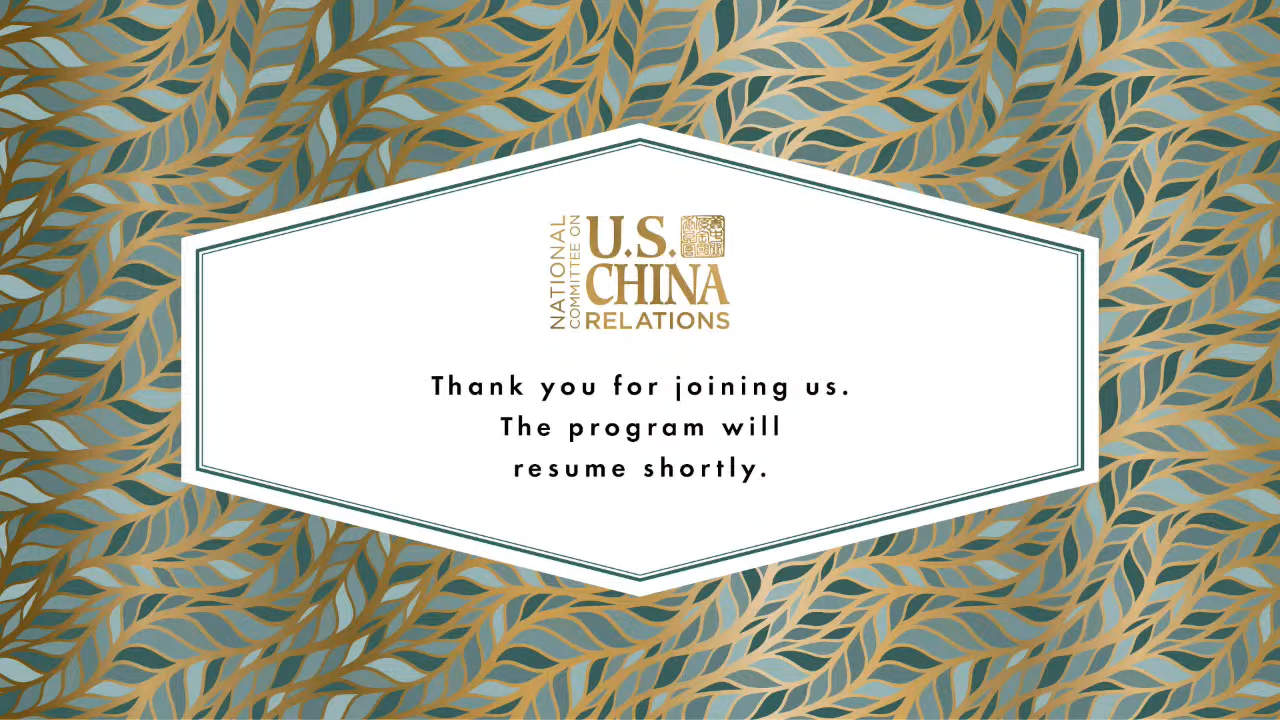 NATIONAL
COMMITTEE ON
U.S.
CHINA
RELATIONS
Thank you for joining us.
The program will
resume shortly.